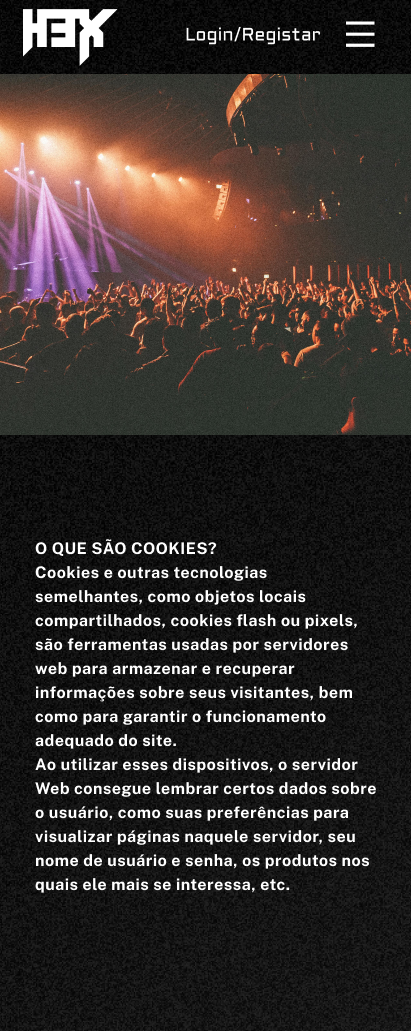 HEX
Login/Registar
O QUE SÃO COOKIES?
Cookies e outras tecnologias
semelhantes, como objetos locais
compartilhados, cookies flash ou pixels,
são ferramentas usadas por servidores
web para armazenar e recuperar
informações sobre seus visitantes, bem
como para garantir o funcionamento
adequado do site.
Ao utilizar esses dispositivos, o servidor
Web consegue lembrar certos dados sobre
o usuário, como suas preferências para
visualizar páginas naquele servidor, seu
nome de usuário e senha, os produtos nos
quais ele mais se interessa, etc.